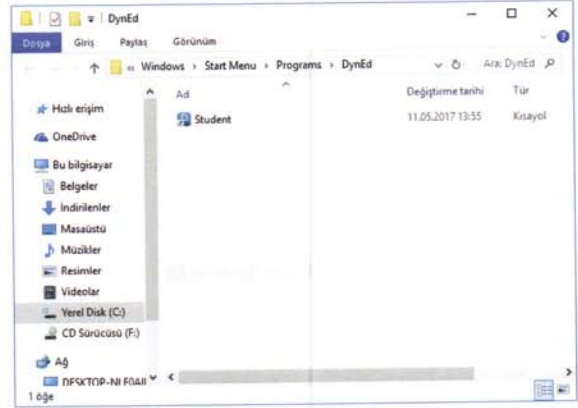 DynEd
Dosya Giriş Paylaş Görünüm
« Windows › Start Menu › Programs › DynEd
Ara: DynEd
Ad Değiştirme tarihi Tür
Student 11.05.2017 13:55 Kısayol
Hızlı erişim
OneDrive
Bu bilgisayar
Belgeler
İndirilenler
Masaüstü
Müzikler
Resimler
Videolar
Yerel Disk (C:)
CD Sürücüsü (F:)
Ağ
1 öğe